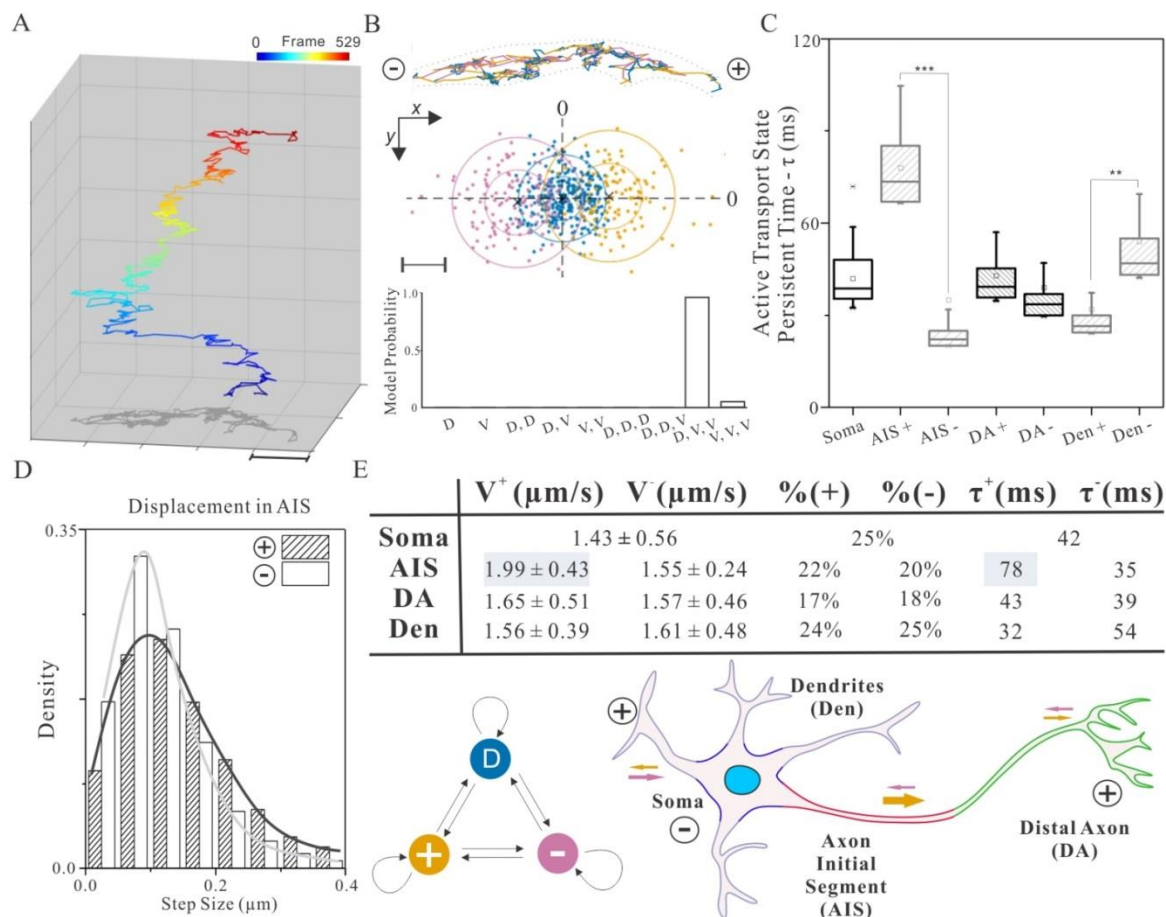 A
0 Frame 529
B
- +
x
y
0
0
1.0
0.5
0
Model Probability
D V D, D D, V V, V D, D, D D, D, V D, V, V V, V, V
C
120
60
0
Active Transport State
Persistent Time - τ (ms)
***
**
Soma AIS + AIS - DA + DA - Den + Den -
D
Displacement in AIS
0.35
0.0
Density
+
-
0.0 0.2 0.4
Step Size (μm)
E
V⁺ (μm/s) V⁻ (μm/s) %(+) %(-) τ⁺(ms) τ⁻(ms)
Soma 1.43 ± 0.56 25% 42
AIS 1.99 ± 0.43 1.55 ± 0.24 22% 20% 78 35
DA 1.65 ± 0.51 1.57 ± 0.46 17% 18% 43 39
Den 1.56 ± 0.39 1.61 ± 0.48 24% 25% 32 54
D
+ -
+
Dendrites
(Den)
Soma
-
Axon
Initial
Segment
(AIS)
+
Distal Axon
(DA)